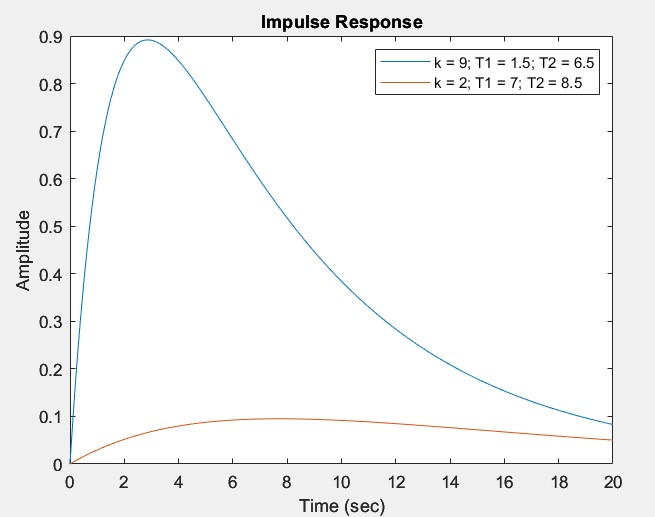 Impulse Response
k = 9; T1 = 1.5; T2 = 6.5
k = 2; T1 = 7; T2 = 8.5
Amplitude
0.9
0.8
0.7
0.6
0.5
0.4
0.3
0.2
0.1
0
0 2 4 6 8 10 12 14 16 18 20
Time (sec)